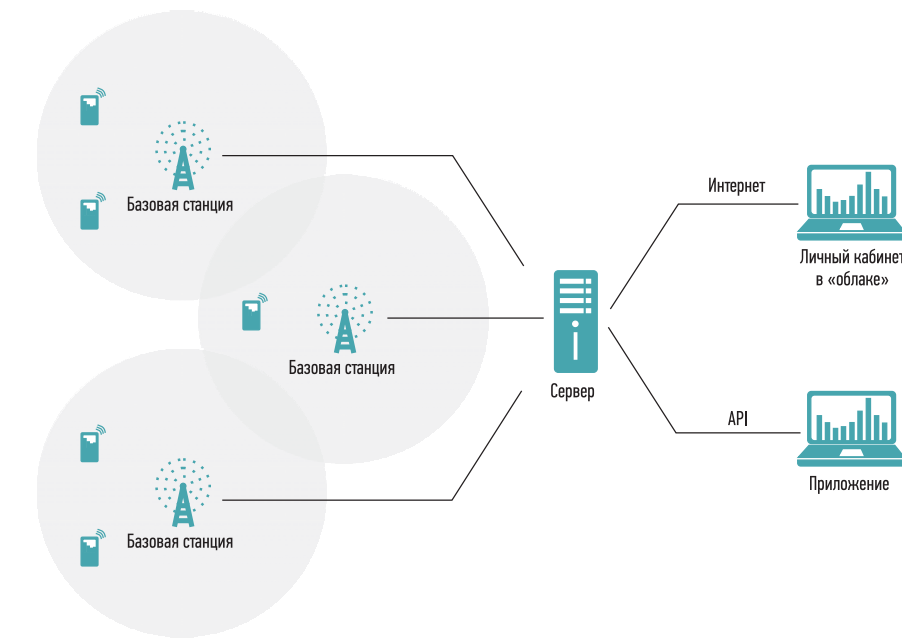 Базовая станция
Интернет
Личный кабинет
в «облаке»
Базовая станция
Сервер
API
Приложение
Базовая станция